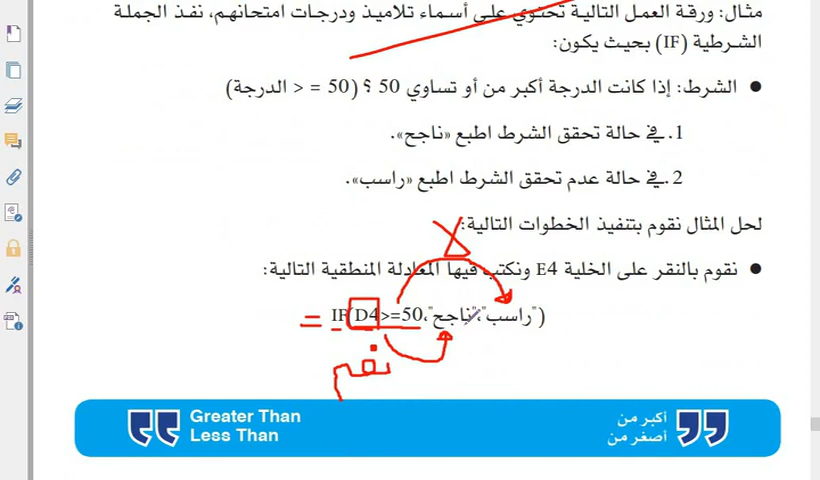 مثال: ورقة العمل التالية تحتوي على أسماء تلاميذ ودرجات امتحانهم، نفذ الجملة
الشرطية (IF) بحيث يكون:
● الشرط: إذا كانت الدرجة أكبر من أو تساوي 50 ؟ (50 = < الدرجة)
1. في حالة تحقق الشرط اطبع «ناجح».
2. في حالة عدم تحقق الشرط اطبع «راسب».
لحل المثال نقوم بتنفيذ الخطوات التالية:
● نقوم بالنقر على الخلية E4 ونكتب فيها المعادلة المنطقية التالية:
= IF(D4>=50،"ناجح"،"راسب")
نعم
أكبر من
أصغر من
Greater Than
Less Than